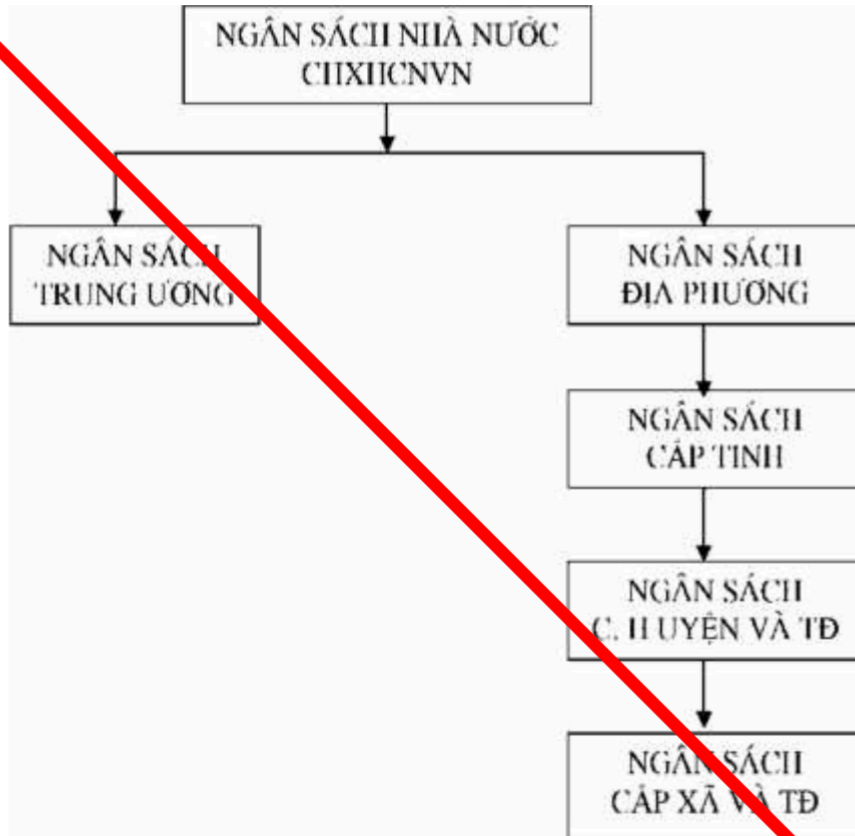 NGÂN SÁCH NHÀ NƯỚC
CHXHCNVN
NGÂN SÁCH
TRUNG ƯƠNG
NGÂN SÁCH
ĐỊA PHƯƠNG
NGÂN SÁCH
CẤP TỈNH
NGÂN SÁCH
C. HUYỆN VÀ TĐ
NGÂN SÁCH
CẤP XÃ VÀ TĐ